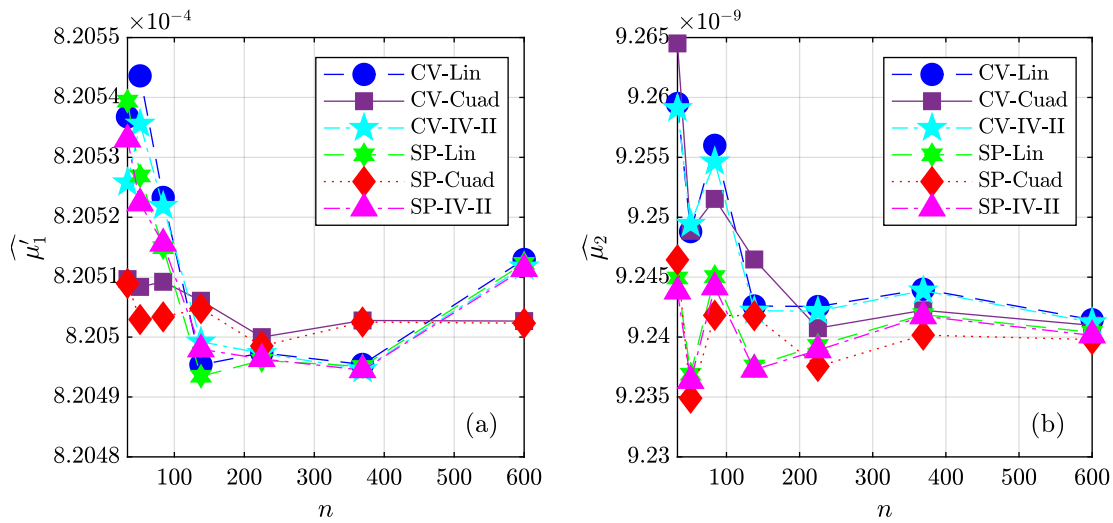 ×10⁻⁴
8.2055
8.2054
8.2053
8.2052
8.2051
8.205
8.2049
8.2048
μ̂′₁
100 200 300 400 500 600
n
CV-Lin
CV-Cuad
CV-IV-II
SP-Lin
SP-Cuad
SP-IV-II
(a)
×10⁻⁹
9.265
9.26
9.255
9.25
9.245
9.24
9.235
9.23
μ̂₂
100 200 300 400 500 600
n
CV-Lin
CV-Cuad
CV-IV-II
SP-Lin
SP-Cuad
SP-IV-II
(b)